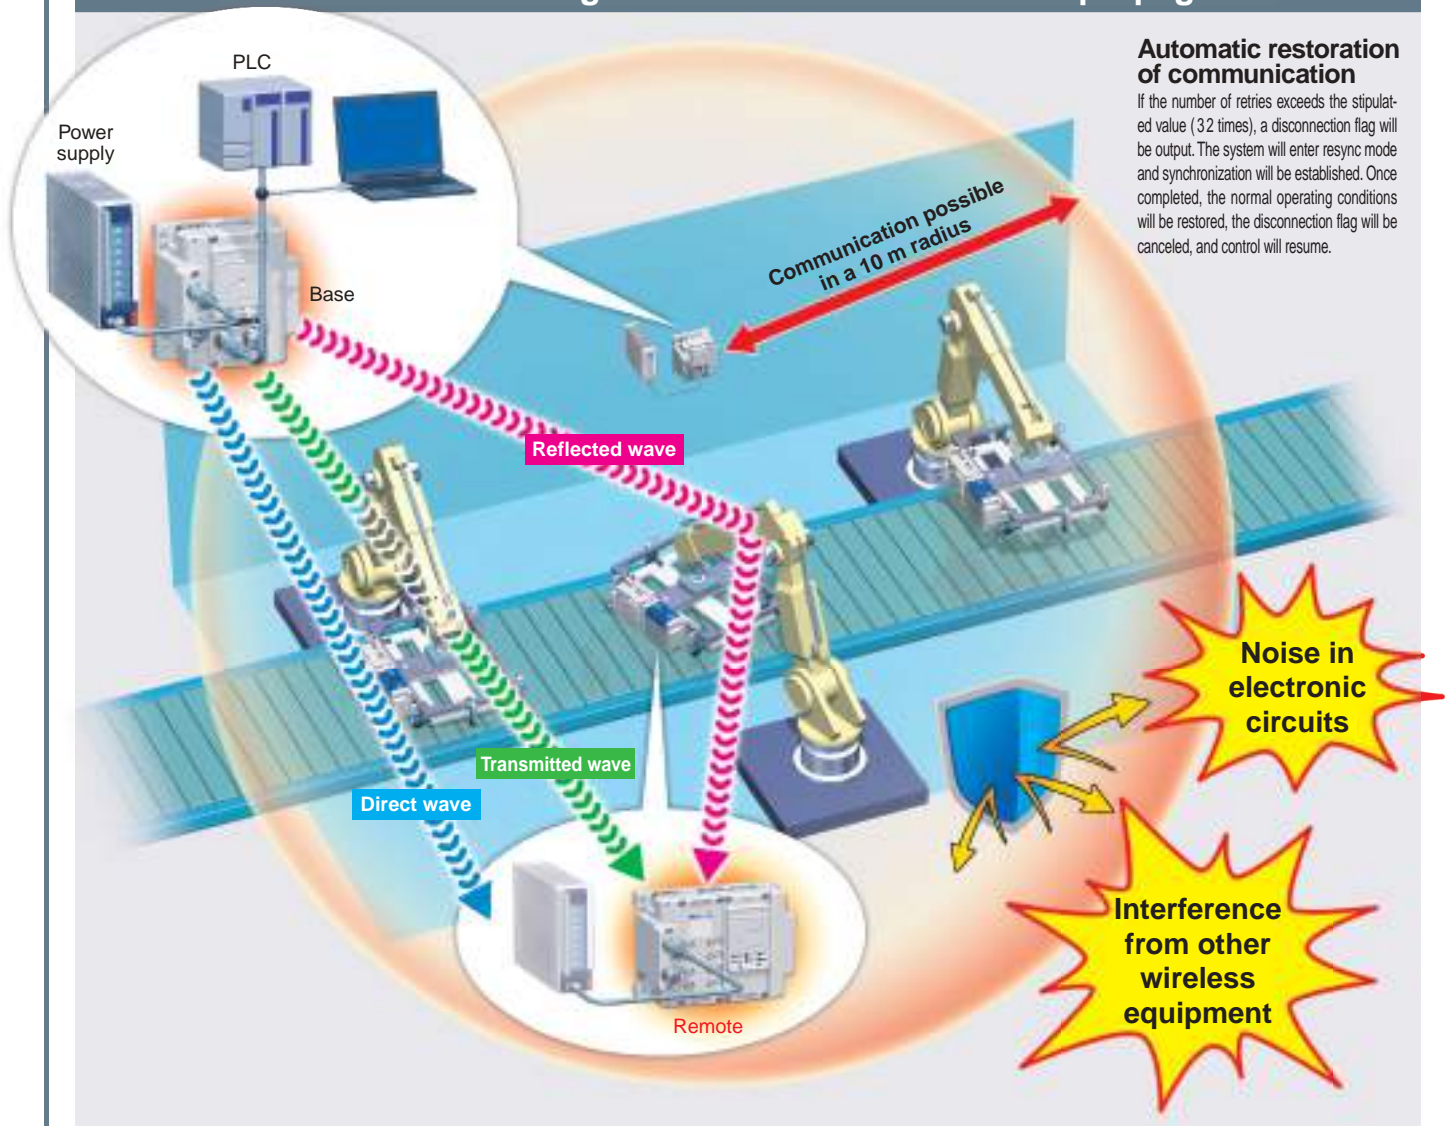 Automatic restoration
of communication
If the number of retries exceeds the stipulat-
ed value (32 times), a disconnection flag will
be output. The system will enter resync mode
and synchronization will be established. Once
completed, the normal operating conditions
will be restored, the disconnection flag will be
canceled, and control will resume.
PLC
Power
supply
Base
Communication possible
in a 10 m radius
Reflected wave
Transmitted wave
Direct wave
Noise in
electronic
circuits
Interference
from other
wireless
equipment
Remote